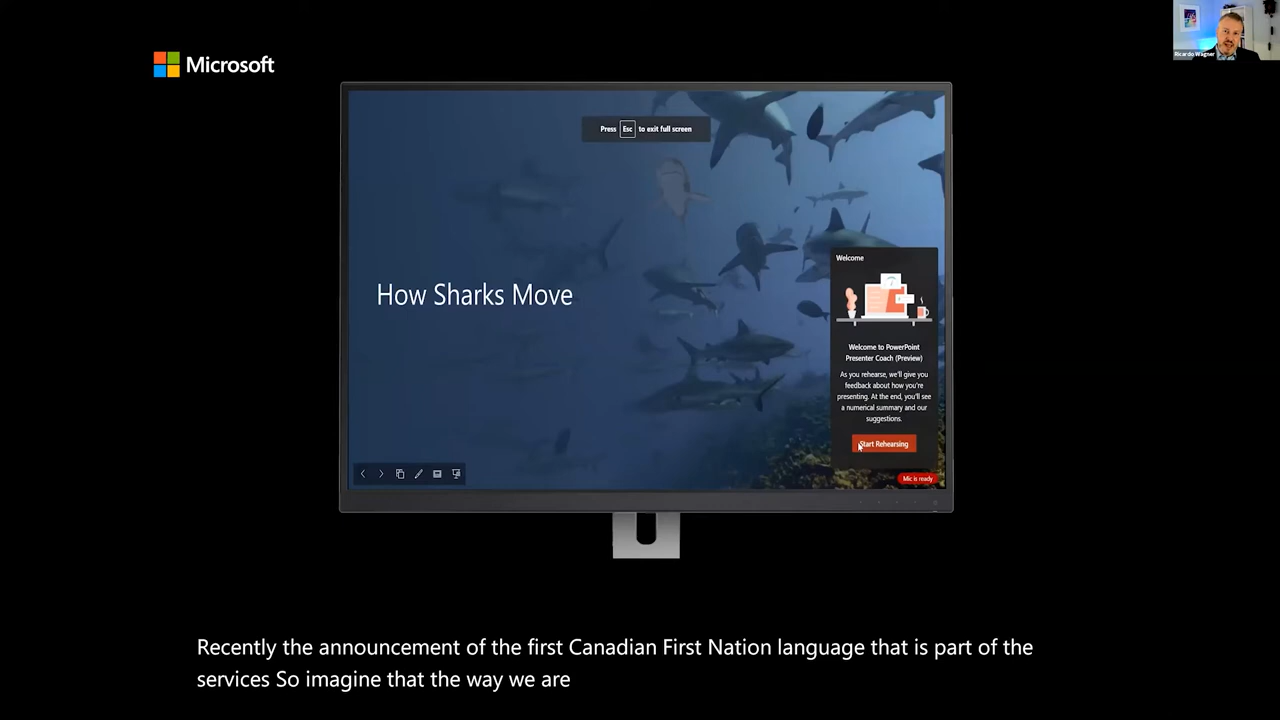 Microsoft
Ricardo Wagner
Press Esc to exit full screen
How Sharks Move
Welcome
Welcome to PowerPoint
Presenter Coach (Preview)
As you rehearse, we'll give you
feedback about how you're
presenting. At the end, you'll see
a numerical summary and our
suggestions.
Start Rehearsing
Mic is ready
Recently the announcement of the first Canadian First Nation language that is part of the
services So imagine that the way we are